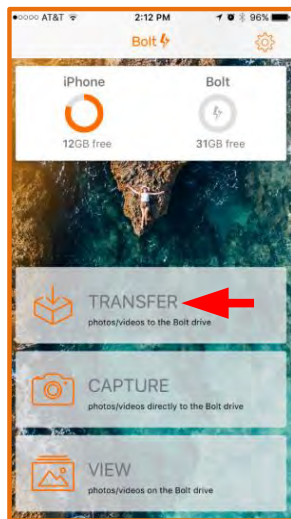 AT&T 2:12 PM 96%
Bolt
iPhone Bolt
12GB free 31GB free
TRANSFER
photos/videos to the Bolt drive
CAPTURE
photos/videos directly to the Bolt drive
VIEW
photos/videos on the Bolt drive